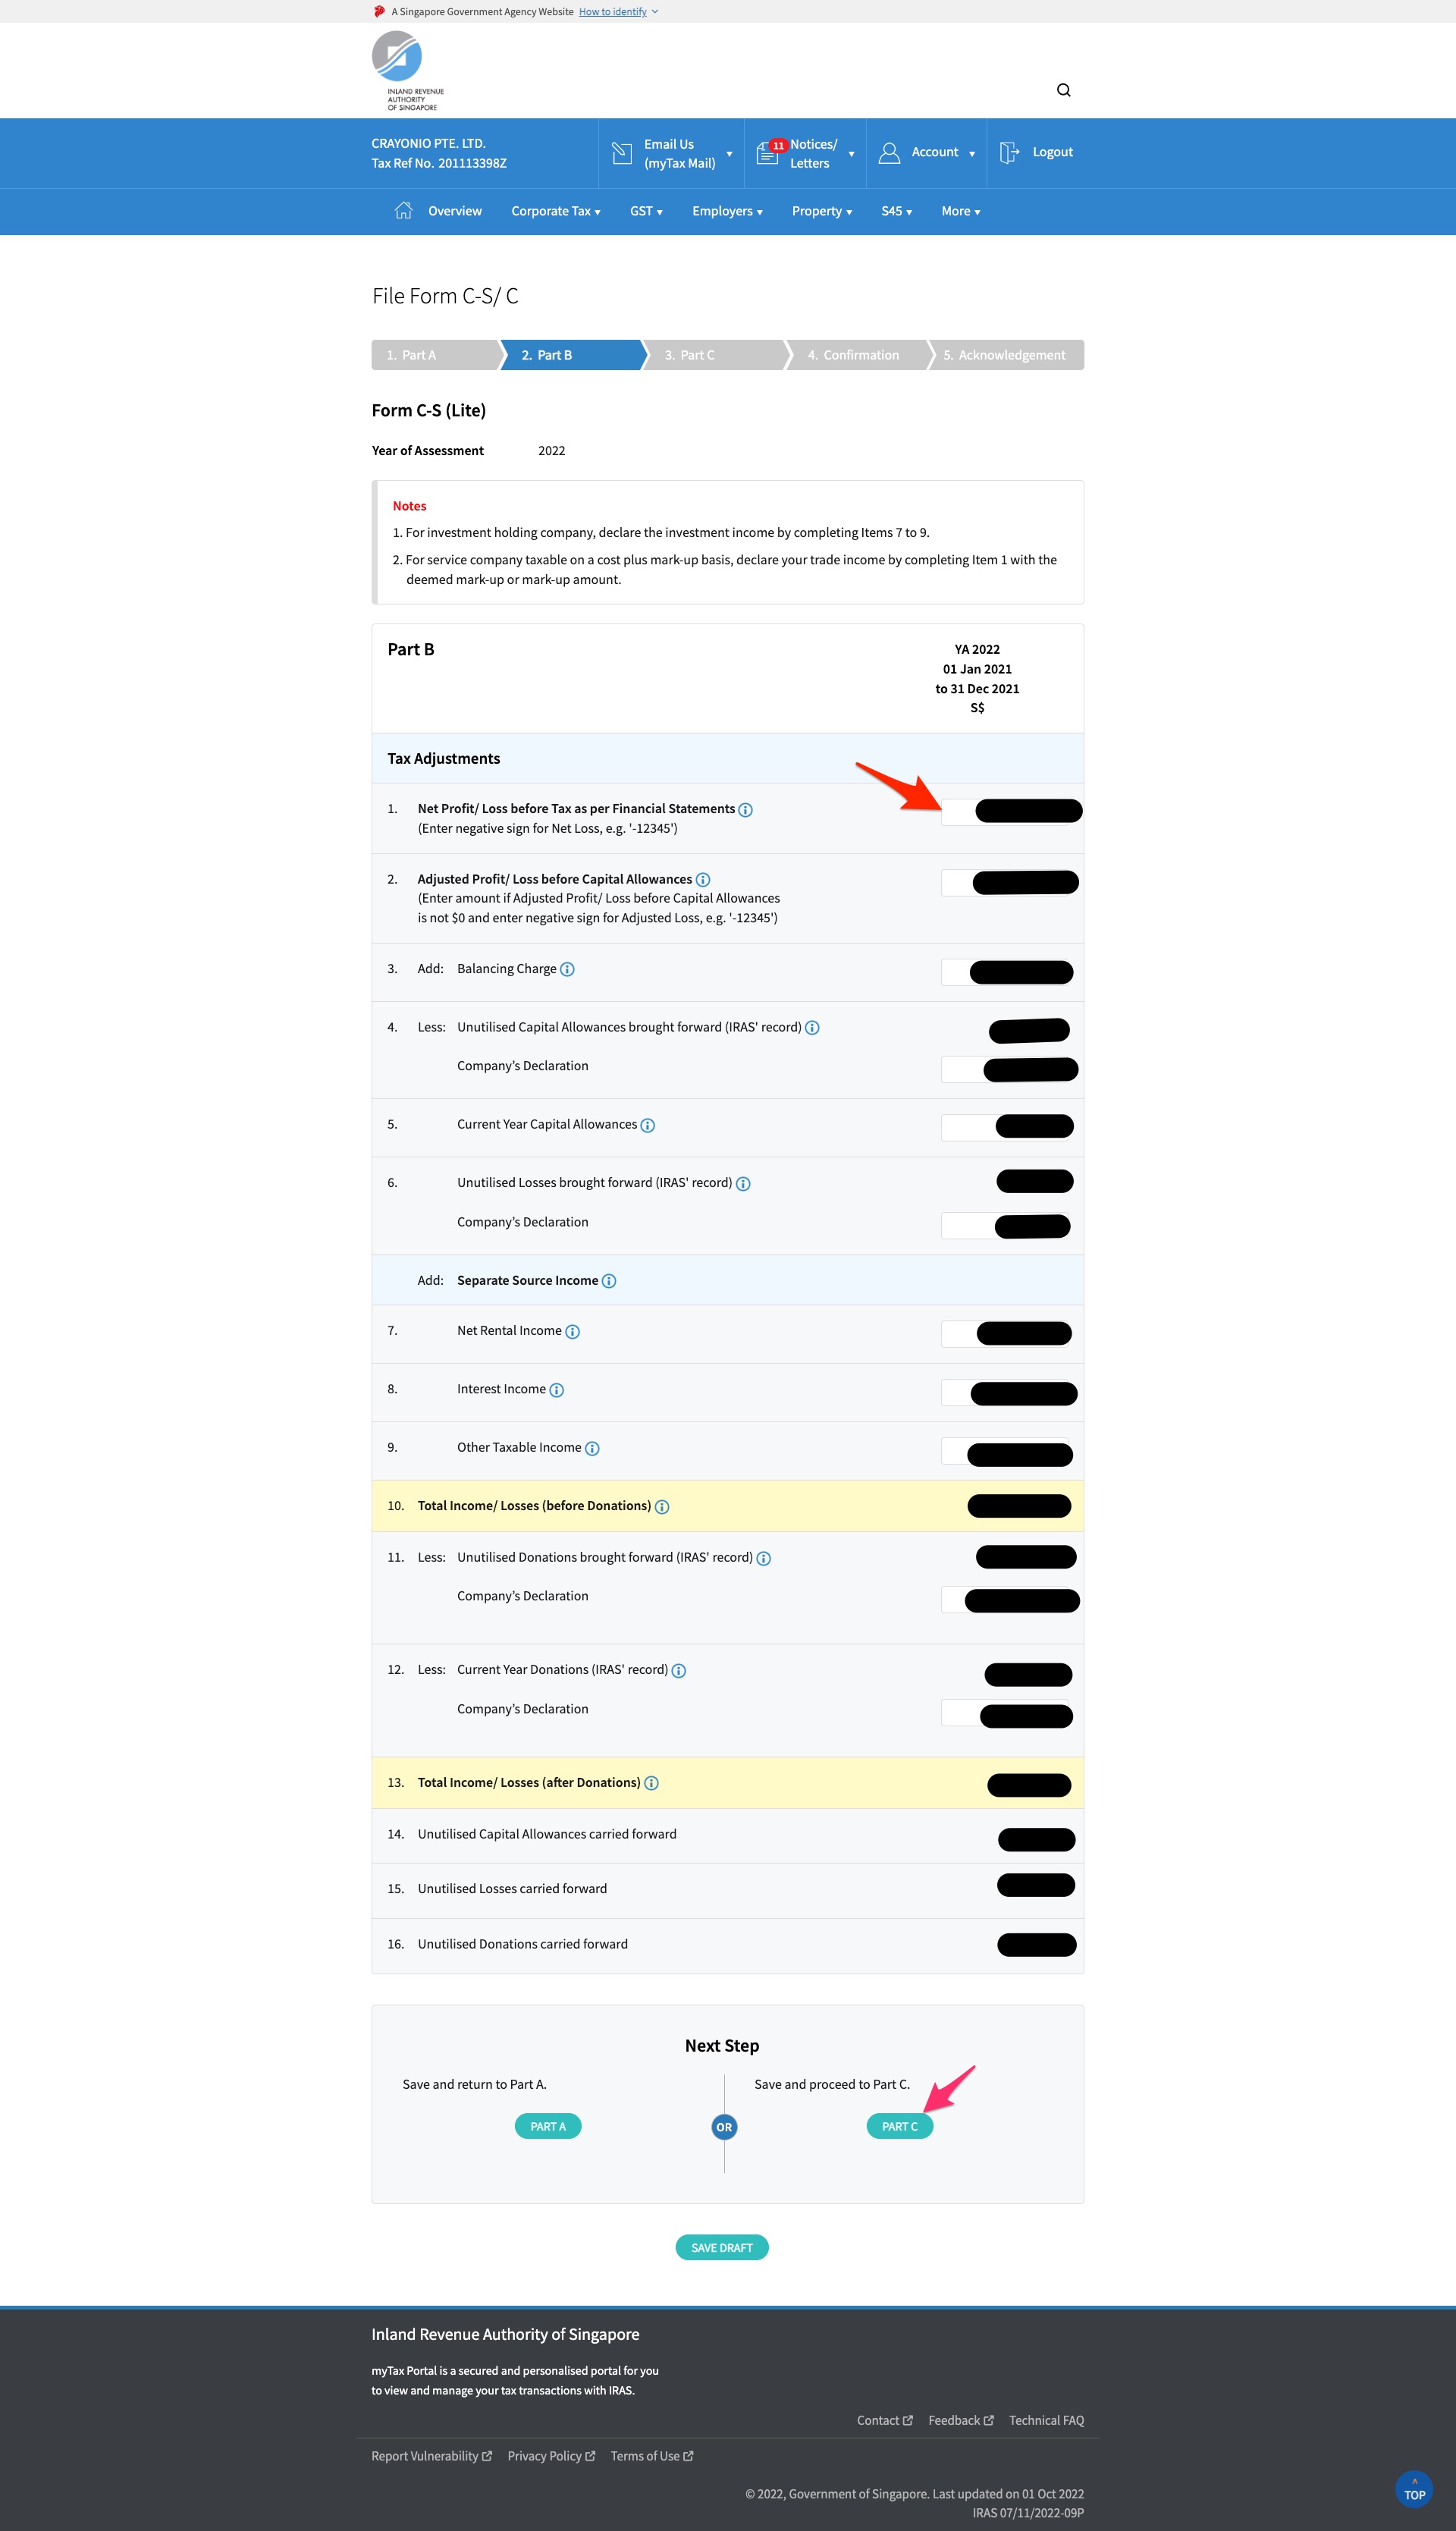 A Singapore Government Agency Website How to identify
INLAND REVENUE
AUTHORITY
OF SINGAPORE
CRAYONIO PTE. LTD.
Tax Ref No. 201113398Z
Email Us
(myTax Mail)
11
Notices/
Letters
Account
Logout
Overview Corporate Tax GST Employers Property S45 More
File Form C-S/ C
1. Part A 2. Part B 3. Part C 4. Confirmation 5. Acknowledgement
Form C-S (Lite)
Year of Assessment 2022
Notes
1. For investment holding company, declare the investment income by completing Items 7 to 9.
2. For service company taxable on a cost plus mark-up basis, declare your trade income by completing Item 1 with the
deemed mark-up or mark-up amount.
Part B
YA 2022
01 Jan 2021
to 31 Dec 2021
S$
Tax Adjustments
1. Net Profit/ Loss before Tax as per Financial Statements
(Enter negative sign for Net Loss, e.g. '-12345')
2. Adjusted Profit/ Loss before Capital Allowances
(Enter amount if Adjusted Profit/ Loss before Capital Allowances
is not $0 and enter negative sign for Adjusted Loss, e.g. '-12345')
3. Add: Balancing Charge
4. Less: Unutilised Capital Allowances brought forward (IRAS' record)
Company's Declaration
5. Current Year Capital Allowances
6. Unutilised Losses brought forward (IRAS' record)
Company's Declaration
Add: Separate Source Income
7. Net Rental Income
8. Interest Income
9. Other Taxable Income
10. Total Income/ Losses (before Donations)
11. Less: Unutilised Donations brought forward (IRAS' record)
Company's Declaration
12. Less: Current Year Donations (IRAS' record)
Company's Declaration
13. Total Income/ Losses (after Donations)
14. Unutilised Capital Allowances carried forward
15. Unutilised Losses carried forward
16. Unutilised Donations carried forward
Next Step
Save and return to Part A.
PART A
OR
Save and proceed to Part C.
PART C
SAVE DRAFT
Inland Revenue Authority of Singapore
myTax Portal is a secured and personalised portal for you
to view and manage your tax transactions with IRAS.
Contact Feedback Technical FAQ
Report Vulnerability Privacy Policy Terms of Use
© 2022, Government of Singapore. Last updated on 01 Oct 2022
IRAS 07/11/2022-09P
TOP